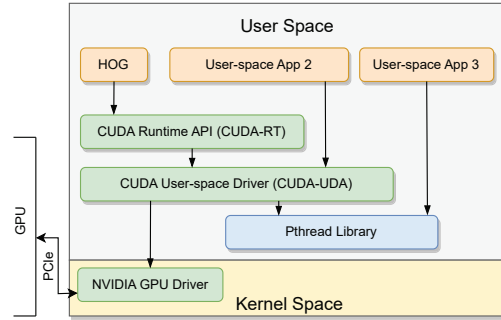 User Space
HOG
User-space App 2
User-space App 3
CUDA Runtime API (CUDA-RT)
CUDA User-space Driver (CUDA-UDA)
Pthread Library
GPU
PCIe
NVIDIA GPU Driver
Kernel Space